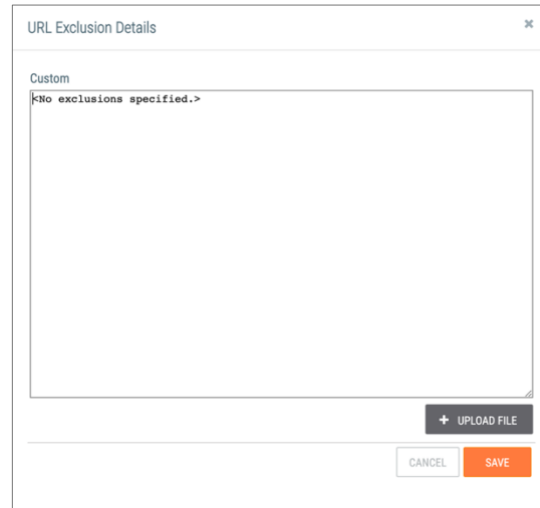 URL Exclusion Details
Custom
<No exclusions specified.>
+ UPLOAD FILE
CANCEL
SAVE